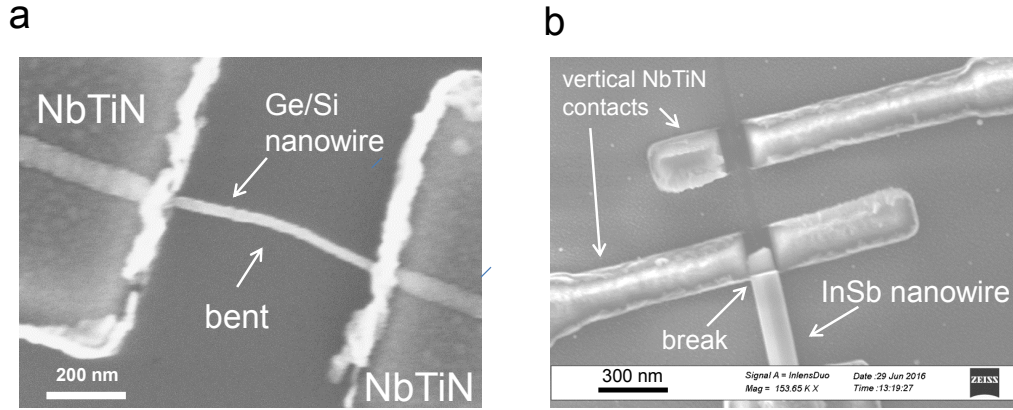 a
NbTiN
Ge/Si
nanowire
bent
200 nm
NbTiN
b
vertical NbTiN
contacts
InSb nanowire
break
300 nm
Signal A = InlensDuo
Mag = 153.65 K X
Date :29 Jun 2016
Time :13:19:27
ZEISS